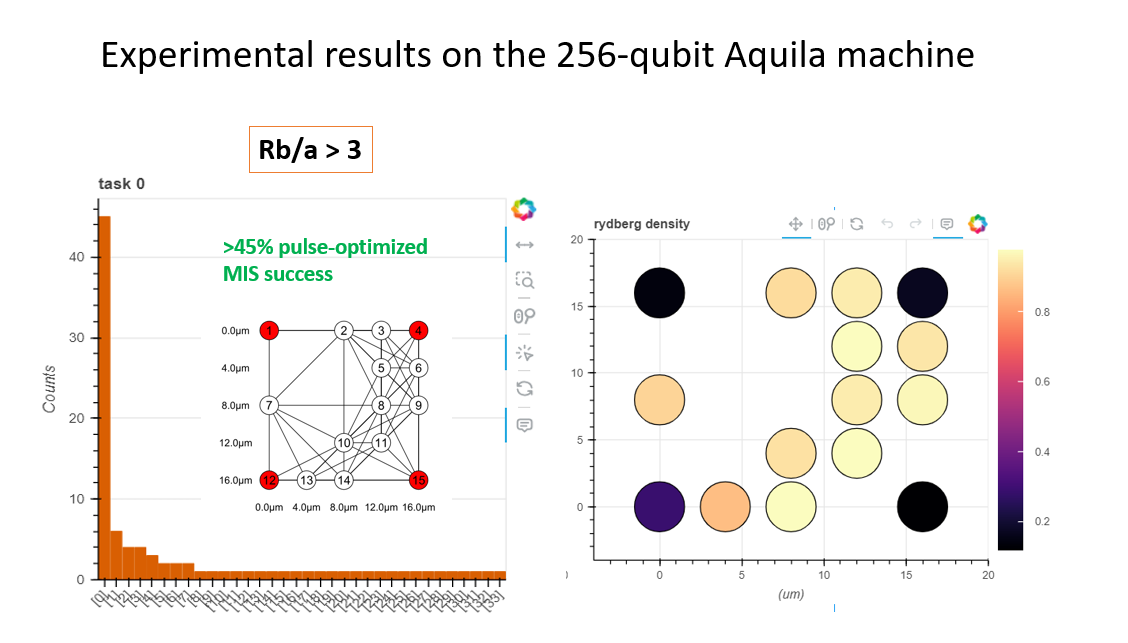 Experimental results on the 256-qubit Aquila machine
Rb/a > 3
task 0
>45% pulse-optimized
MIS success
Counts
40
30
20
10
0
0.0μm
4.0μm
8.0μm
12.0μm
16.0μm
1
2
3
4
5
6
7
8
9
10
11
12
13
14
15
0.0μm 4.0μm 8.0μm 12.0μm 16.0μm
[0] [1] [2] [3] [4] [5] [6] [7] [8] [9] [10] [11] [12] [13] [14] [15] [16] [17] [18] [19] [20] [21] [22] [23] [24] [25] [26] [27] [28] [29] [30] [31] [32] [33]
rydberg density
20
15
10
5
0
0 5 10 15 20
(um)
0.8
0.6
0.4
0.2